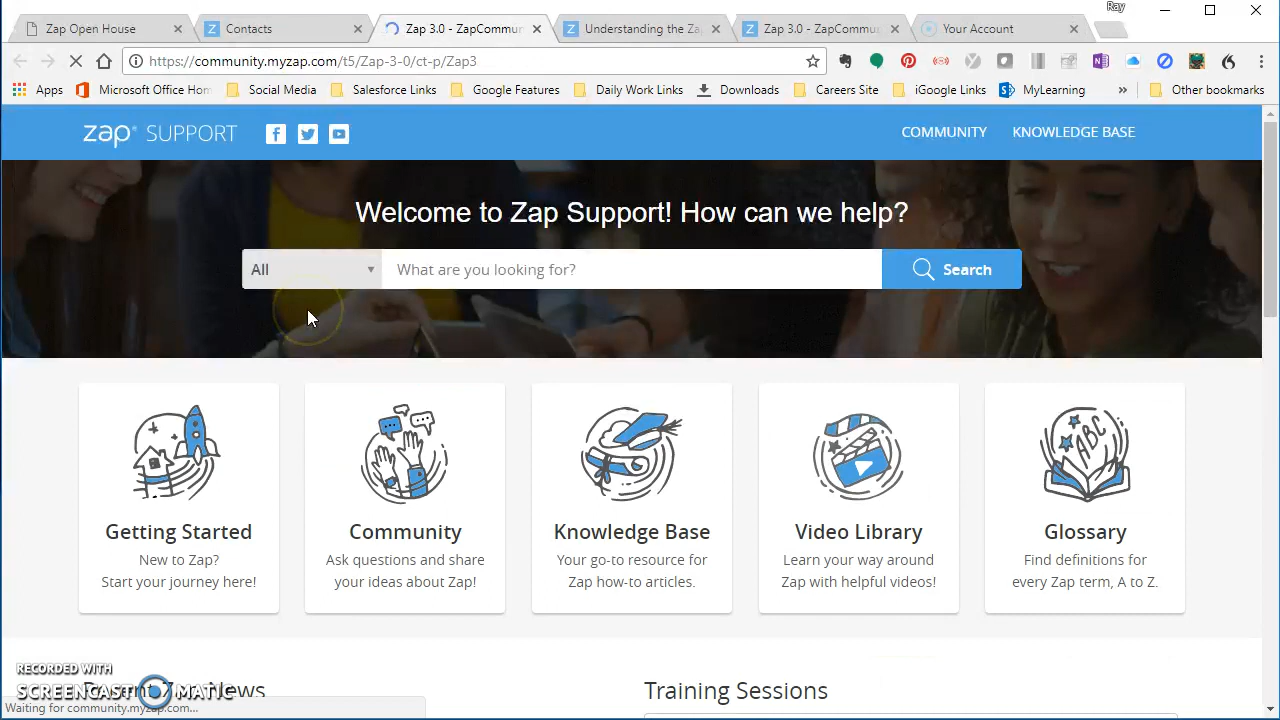 Ray
Zap Open House
Contacts
Zap 3.0 - ZapCommun
Understanding the Za
Zap 3.0 - ZapCommu
Your Account
http://community.myzap.com/t5/Zap-3-0/ct-p/Zap3
Apps
Microsoft Office Hom
Social Media
Salesforce Links
Google Features
Daily Work Links
Downloads
Careers Site
iGoogle Links
MyLearning
»
Other bookmarks
zap SUPPORT
COMMUNITY
KNOWLEDGE BASE
Welcome to Zap Support! How can we help?
All
What are you looking for?
Search
Getting Started
New to Zap?
Start your journey here!
Community
Ask questions and share
your ideas about Zap!
Knowledge Base
Your go-to resource for
Zap how-to articles.
Video Library
Learn your way around
Zap with helpful videos!
ABC
Glossary
Find definitions for
every Zap term, A to Z.
RECORDED WITH
SCREENCAST-O-MATIC
News
Training Sessions
Waiting for community.myzap.com...